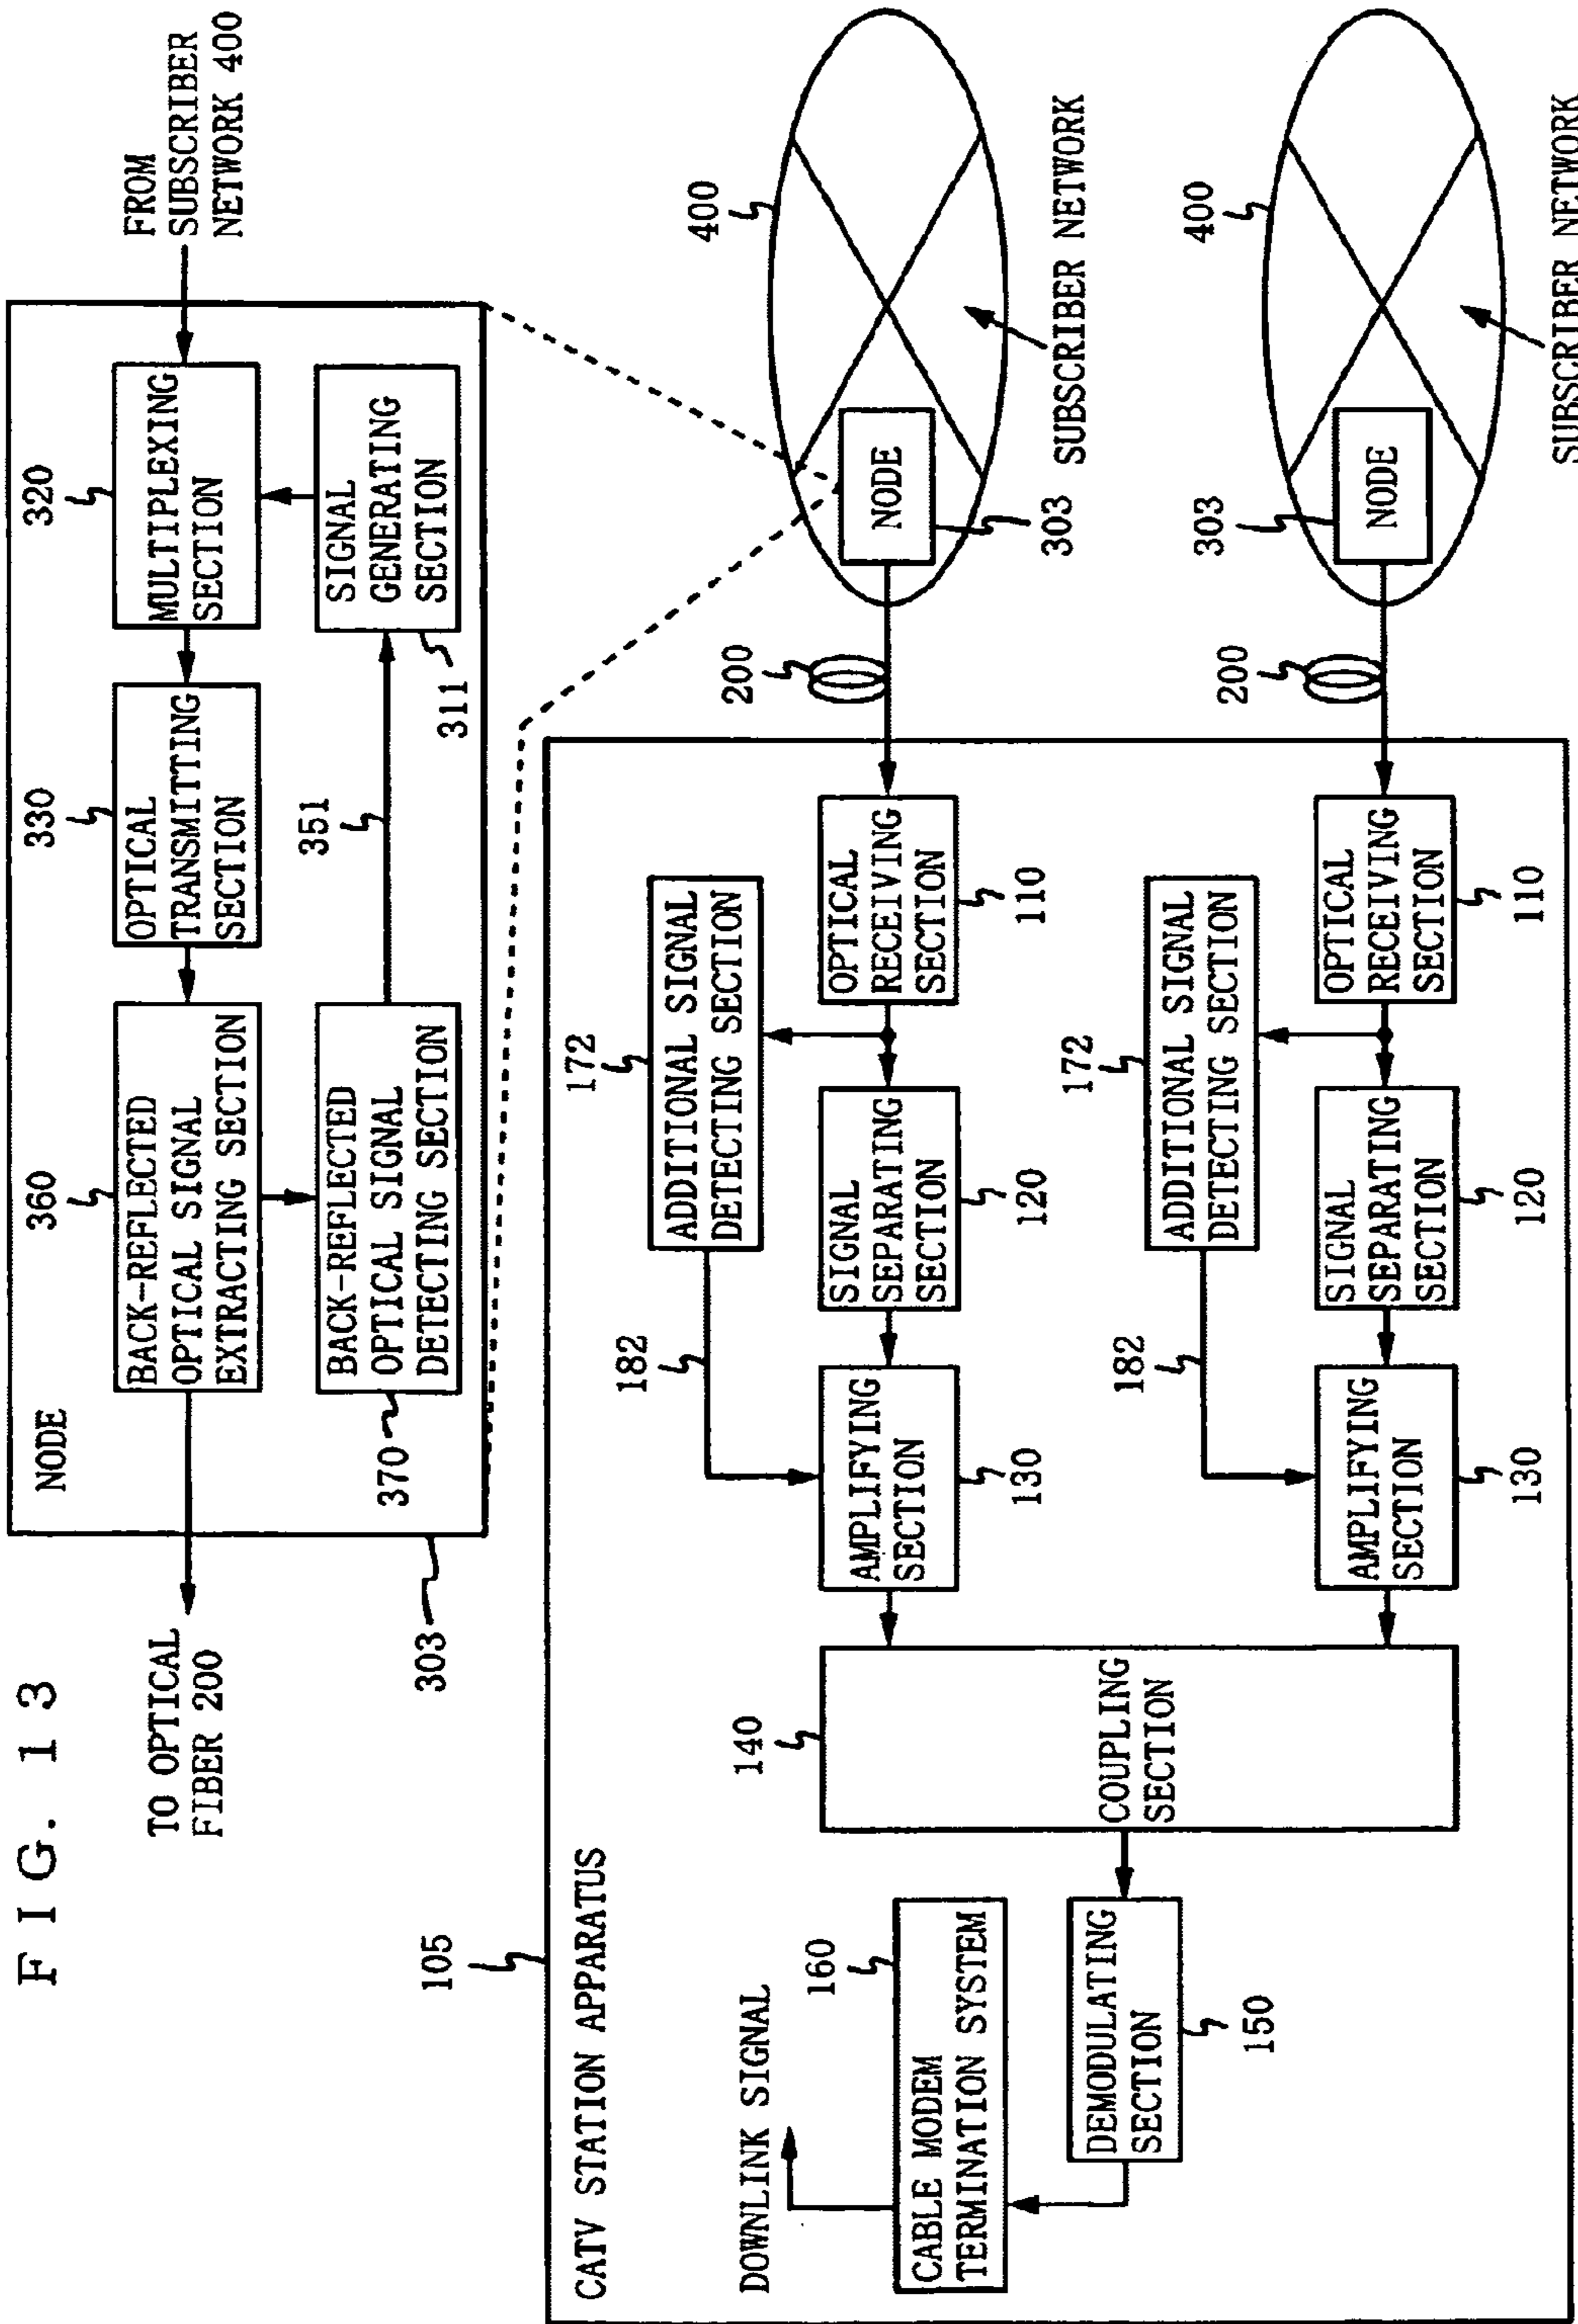 FIG. 13
TO OPTICAL
FIBER 200
303
NODE
360
BACK-REFLECTED
OPTICAL SIGNAL
EXTRACTING SECTION
330
OPTICAL
TRANSMITTING
SECTION
320
MULTIPLEXING
SECTION
FROM
SUBSCRIBER
NETWORK 400
370
BACK-REFLECTED
OPTICAL SIGNAL
DETECTING SECTION
351
SIGNAL
GENERATING
SECTION
311
105
CATV STATION APPARATUS
DOWNLINK SIGNAL
160
CABLE MODEM
TERMINATION SYSTEM
DEMODULATING
SECTION
150
140
COUPLING
SECTION
182
172
ADDITIONAL SIGNAL
DETECTING SECTION
AMPLIFYING
SECTION
130
SIGNAL
SEPARATING
SECTION
120
OPTICAL
RECEIVING
SECTION
110
200
NODE
303
400
SUBSCRIBER NETWORK
182
172
ADDITIONAL SIGNAL
DETECTING SECTION
AMPLIFYING
SECTION
130
SIGNAL
SEPARATING
SECTION
120
OPTICAL
RECEIVING
SECTION
110
200
303
NODE
400
SUBSCRIBER NETWORK